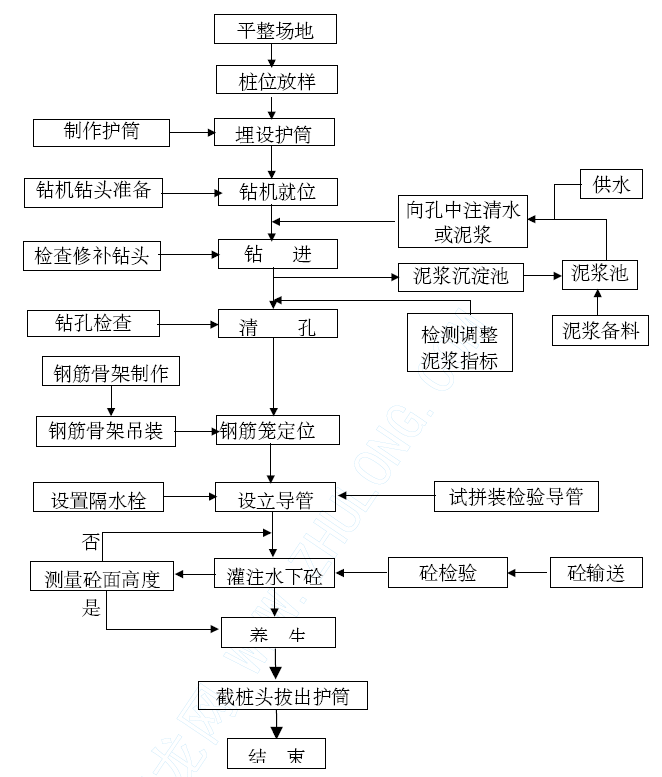 平整场地
桩位放样
制作护筒
埋设护筒
钻机钻头准备
钻机就位
供水
向孔中注清水
或泥浆
检查修补钻头
钻 进
泥浆沉淀池
泥浆池
钻孔检查
清 孔
检测调整
泥浆指标
泥浆备料
钢筋骨架制作
钢筋骨架吊装
钢筋笼定位
设置隔水栓
设立导管
试拼装检验导管
否
测量砼面高度
灌注水下砼
砼检验
砼输送
是
养 生
截桩头拔出护筒
结 束